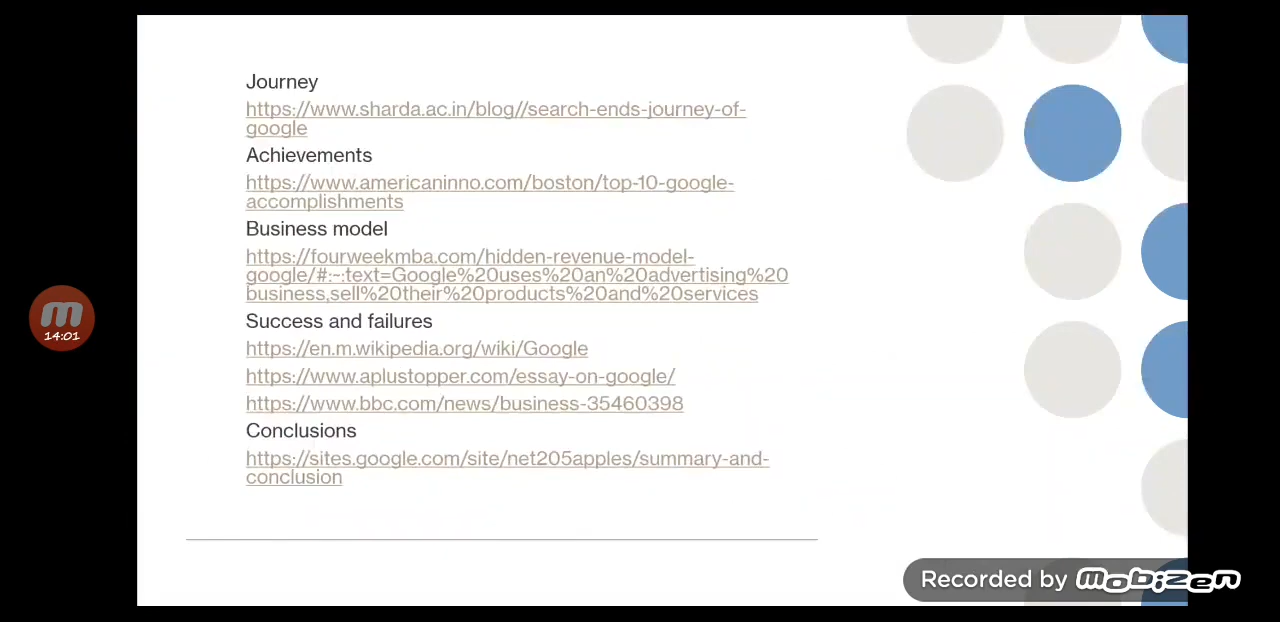 Journey
https://www.sharda.ac.in/blog//search-ends-journey-of-
google
Achievements
https://www.americaninno.com/boston/top-10-google-
accomplishments
Business model
https://fourweekmba.com/hidden-revenue-model-
google/#:~:text=Google%20uses%20an%20advertising%20
business,sell%20their%20products%20and%20services
Success and failures
https://en.m.wikipedia.org/wiki/Google
https://www.aplustopper.com/essay-on-google/
https://www.bbc.com/news/business-35460398
Conclusions
https://sites.google.com/site/net205apples/summary-and-
conclusion
m
14:01
Recorded by Mobizen